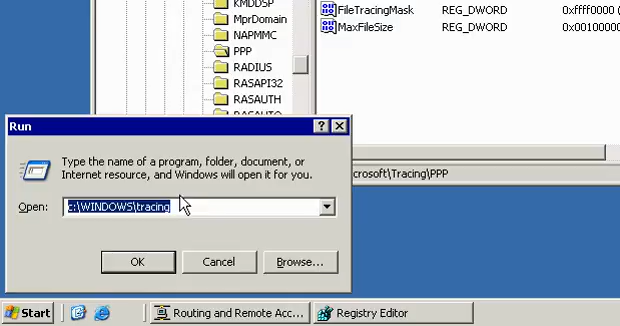 KMDDSP
MprDomain
NAPMMC
PPP
RADIUS
RASAPI32
RASAUTH
FileTracingMask REG_DWORD 0xffff0000 (
MaxFileSize REG_DWORD 0x00100000
crosoft\Tracing\PPP
Run
Type the name of a program, folder, document, or
Internet resource, and Windows will open it for you.
Open: c:\WINDOWS\tracing
OK Cancel Browse...
Start Routing and Remote Acc... Registry Editor